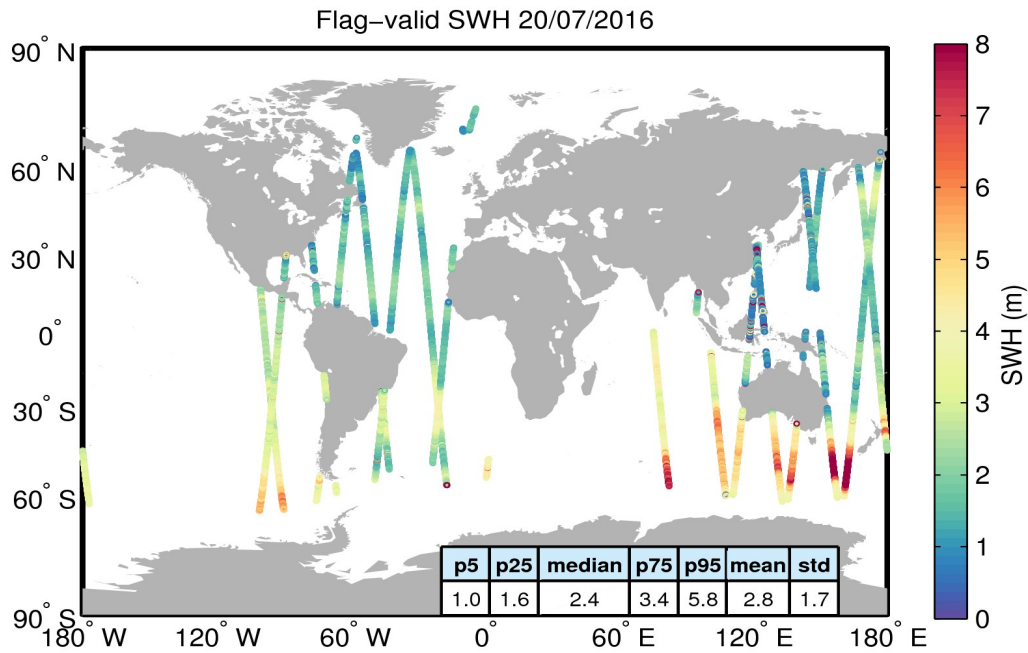 Flag−valid SWH 20/07/2016
90° N
60° N
30° N
0°
30° S
60° S
90° S
180° W
120° W
60° W
0°
60° E
120° E
180° E
p5 p25 median p75 p95 mean std
1.0 1.6 2.4 3.4 5.8 2.8 1.7
8
7
6
5
4
3
2
1
0
SWH (m)